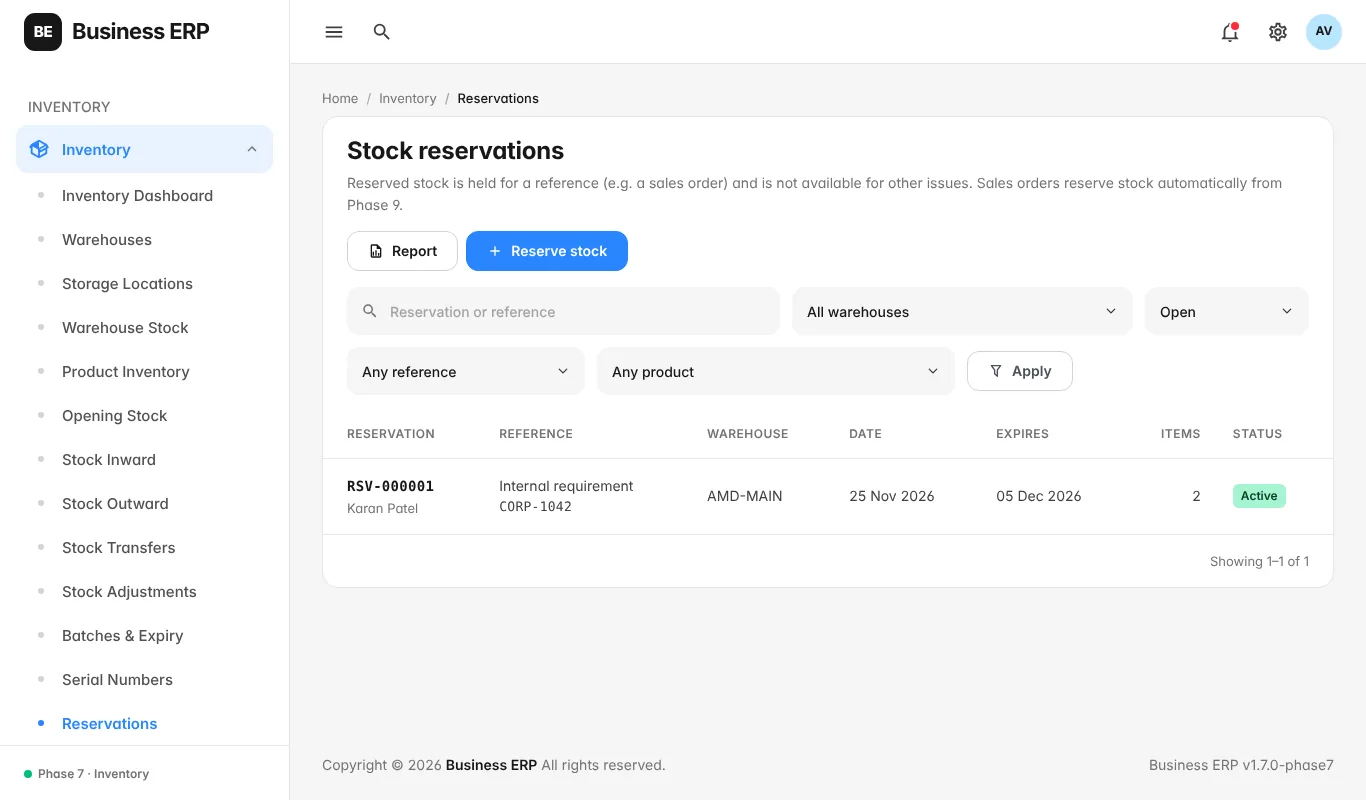 BE Business ERP
AV
INVENTORY
Inventory
Inventory Dashboard
Warehouses
Storage Locations
Warehouse Stock
Product Inventory
Opening Stock
Stock Inward
Stock Outward
Stock Transfers
Stock Adjustments
Batches & Expiry
Serial Numbers
Reservations
Phase 7 · Inventory
Home / Inventory / Reservations
Stock reservations
Reserved stock is held for a reference (e.g. a sales order) and is not available for other issues. Sales orders reserve stock automatically from
Phase 9.
Report
+ Reserve stock
Reservation or reference
All warehouses
Open
Any reference
Any product
Apply
RESERVATION REFERENCE WAREHOUSE DATE EXPIRES ITEMS STATUS
RSV-000001 Internal requirement AMD-MAIN 25 Nov 2026 05 Dec 2026 2 Active
Karan Patel CORP-1042
Showing 1–1 of 1
Copyright © 2026 Business ERP All rights reserved.
Business ERP v1.7.0-phase7